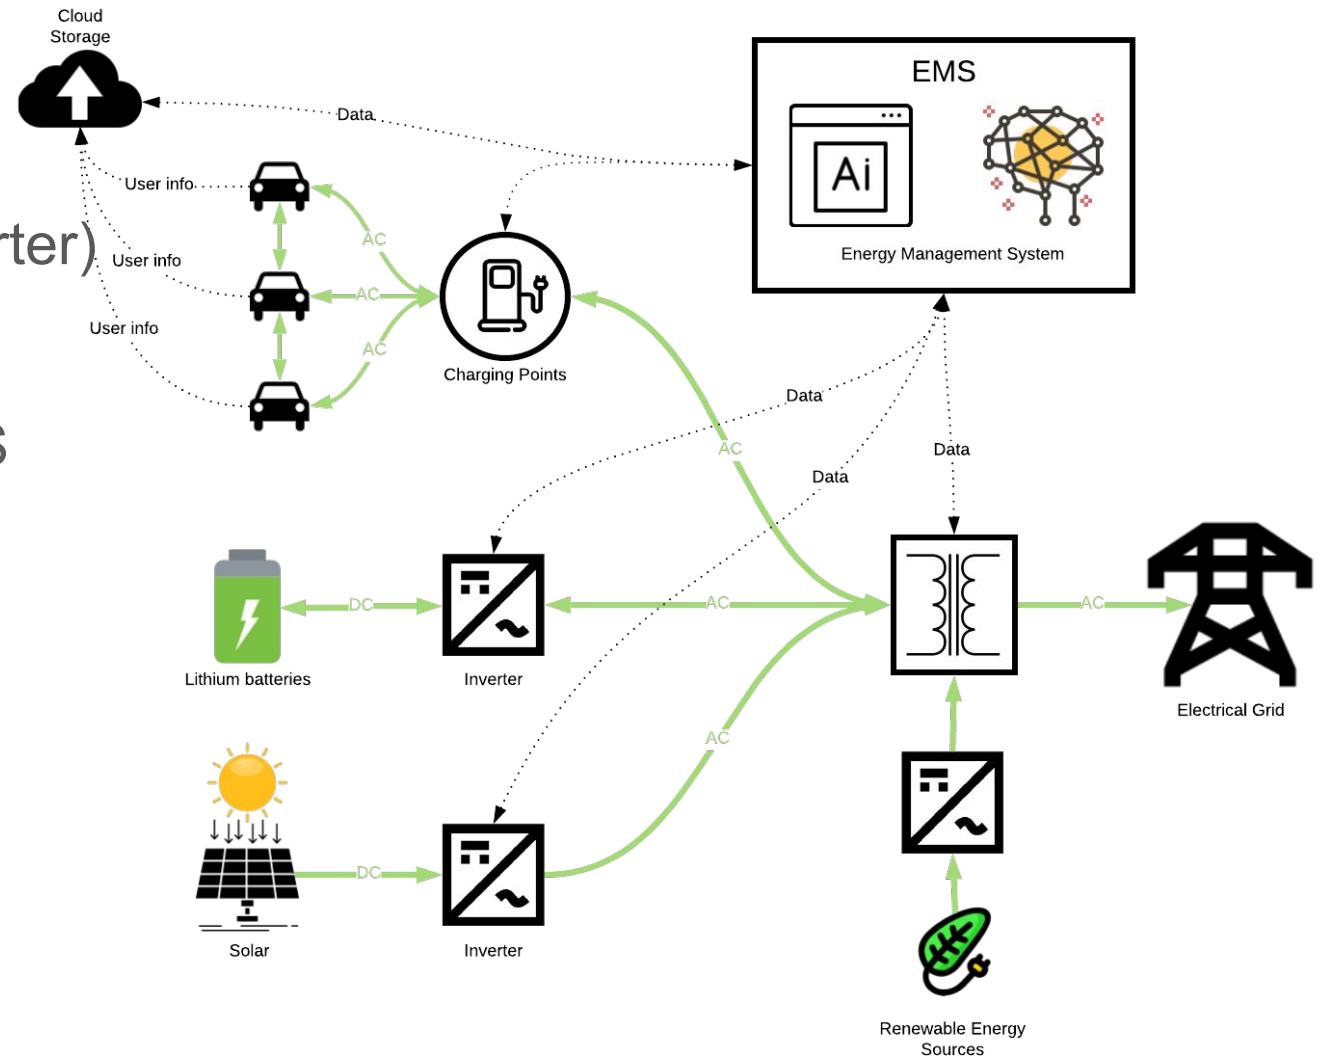 Cloud
Storage
EMS
Data
Ai
User info
rter)
AC
User info
Energy Management System
AC
User info
AC
Charging Points
Data
AC
Data
Data
s
DC
AC
AC
Lithium batteries
Inverter
Electrical Grid
AC
DC
Solar
Inverter
Renewable Energy
Sources